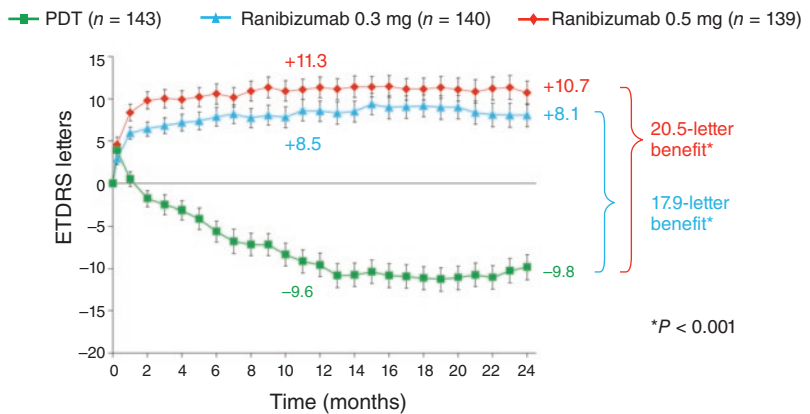 PDT (n = 143) Ranibizumab 0.3 mg (n = 140) Ranibizumab 0.5 mg (n = 139)
ETDRS letters
15
10
5
0
–5
–10
–15
–20
+11.3
+8.5
–9.6
+10.7
+8.1
–9.8
20.5-letter
benefit*
17.9-letter
benefit*
*P < 0.001
0 2 4 6 8 10 12 14 16 18 20 22 24
Time (months)